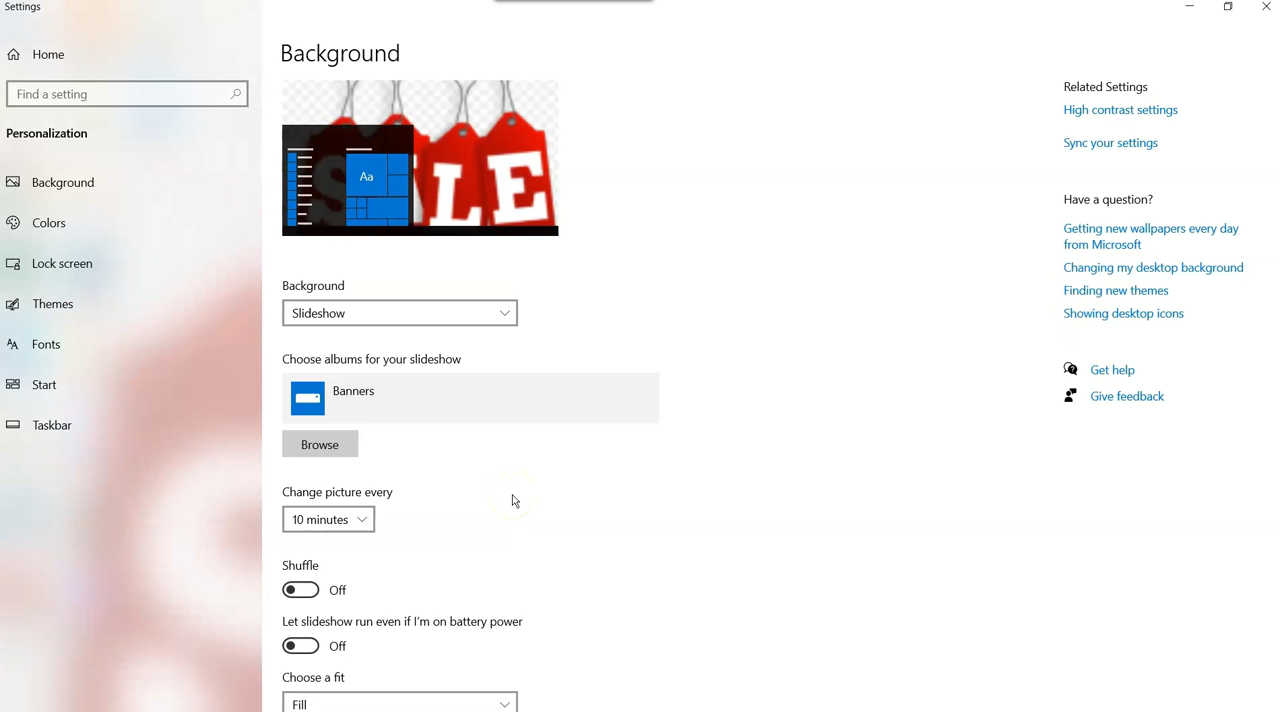 Settings
Home
Find a setting
Personalization
Background
Colors
Lock screen
Themes
Fonts
Start
Taskbar
Background
SALE
Aa
Background
Slideshow
Choose albums for your slideshow
Banners
Browse
Change picture every
10 minutes
Shuffle
Off
Let slideshow run even if I'm on battery power
Off
Choose a fit
Fill
Related Settings
High contrast settings
Sync your settings
Have a question?
Getting new wallpapers every day
from Microsoft
Changing my desktop background
Finding new themes
Showing desktop icons
Get help
Give feedback